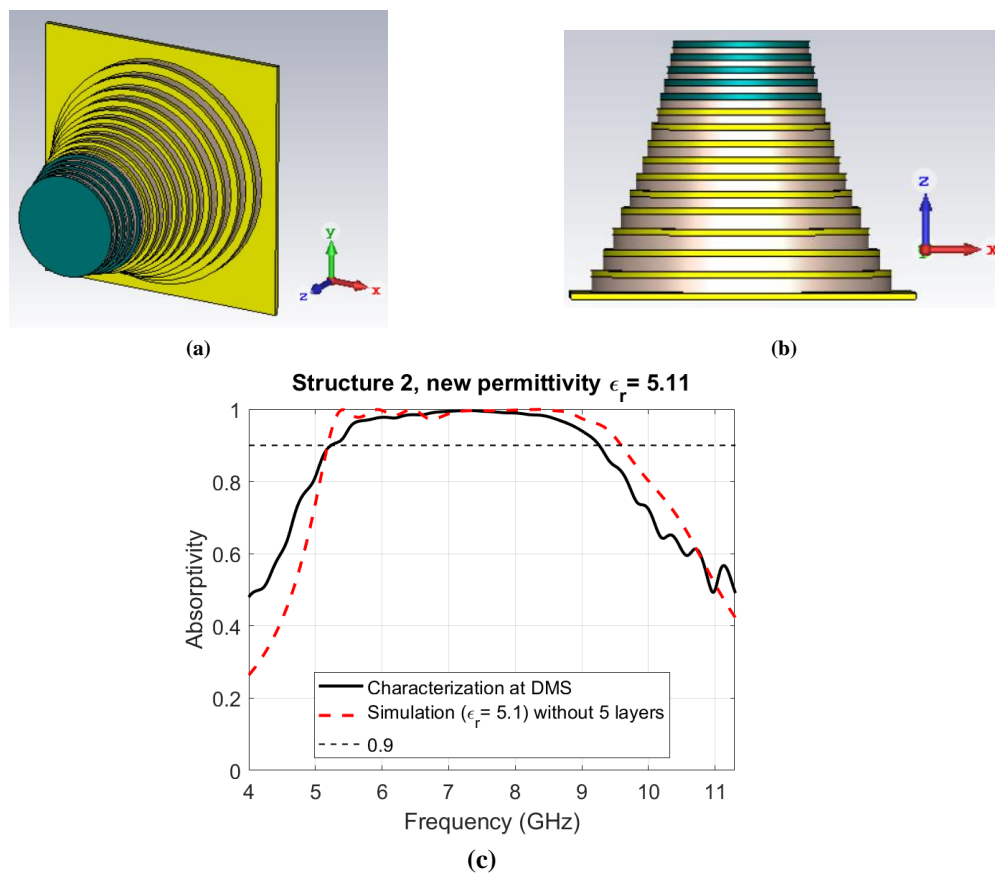 y
x
z
z
x
(a)
(b)
Structure 2, new permittivity ϵr= 5.11
1
0.8
0.6
0.4
0.2
0
Absorptivity
Characterization at DMS
Simulation (ϵr= 5.1) without 5 layers
0.9
4 5 6 7 8 9 10 11
Frequency (GHz)
(c)